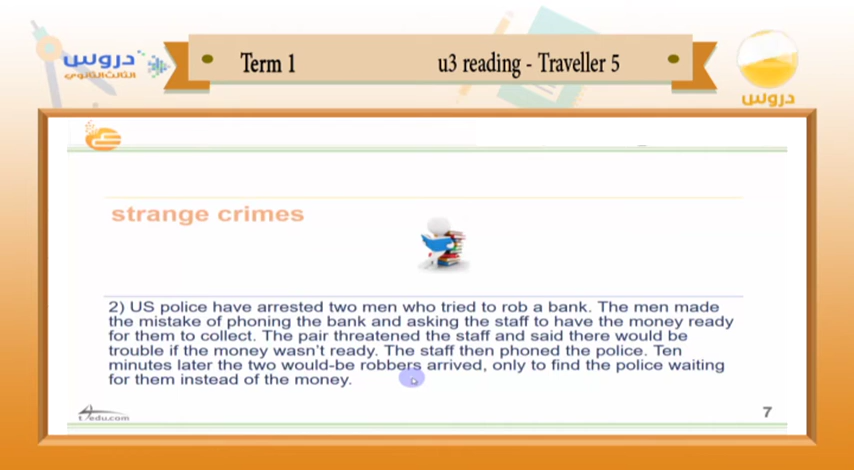 دروس
الثالث الثانوي
Term 1
u3 reading - Traveller 5
دروس
strange crimes
2) US police have arrested two men who tried to rob a bank. The men made
the mistake of phoning the bank and asking the staff to have the money ready
for them to collect. The pair threatened the staff and said there would be
trouble if the money wasn't ready. The staff then phoned the police. Ten
minutes later the two would-be robbers arrived, only to find the police waiting
for them instead of the money.
7